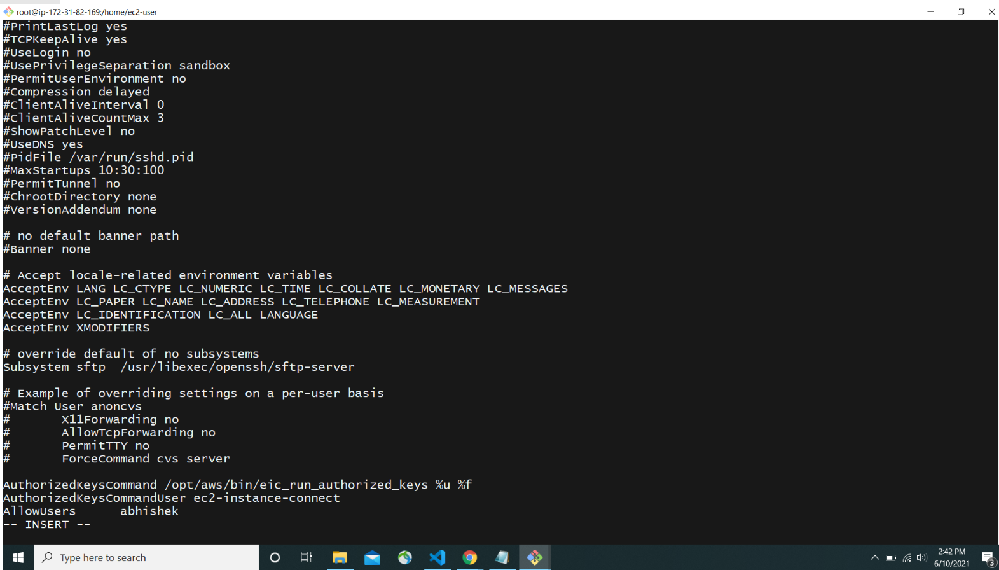 root@ip-172-31-82-169:/home/ec2-user
#PrintLastLog yes
#TCPKeepAlive yes
#UseLogin no
#UsePrivilegeSeparation sandbox
#PermitUserEnvironment no
#Compression delayed
#ClientAliveInterval 0
#ClientAliveCountMax 3
#ShowPatchLevel no
#UseDNS yes
#PidFile /var/run/sshd.pid
#MaxStartups 10:30:100
#PermitTunnel no
#ChrootDirectory none
#VersionAddendum none

# no default banner path
#Banner none

# Accept locale-related environment variables
AcceptEnv LANG LC_CTYPE LC_NUMERIC LC_TIME LC_COLLATE LC_MONETARY LC_MESSAGES
AcceptEnv LC_PAPER LC_NAME LC_ADDRESS LC_TELEPHONE LC_MEASUREMENT
AcceptEnv LC_IDENTIFICATION LC_ALL LANGUAGE
AcceptEnv XMODIFIERS

# override default of no subsystems
Subsystem sftp  /usr/libexec/openssh/sftp-server

# Example of overriding settings on a per-user basis
#Match User anoncvs
#       X11Forwarding no
#       AllowTcpForwarding no
#       PermitTTY no
#       ForceCommand cvs server

AuthorizedKeysCommand /opt/aws/bin/eic_run_authorized_keys %u %f
AuthorizedKeysCommandUser ec2-instance-connect
AllowUsers      abhishek
-- INSERT --
Type here to search
2:42 PM
6/10/2021
3